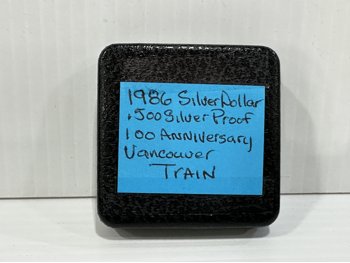 1986 Silver Dollar
.500 Silver Proof
100 Anniversary
Vancouver
Train